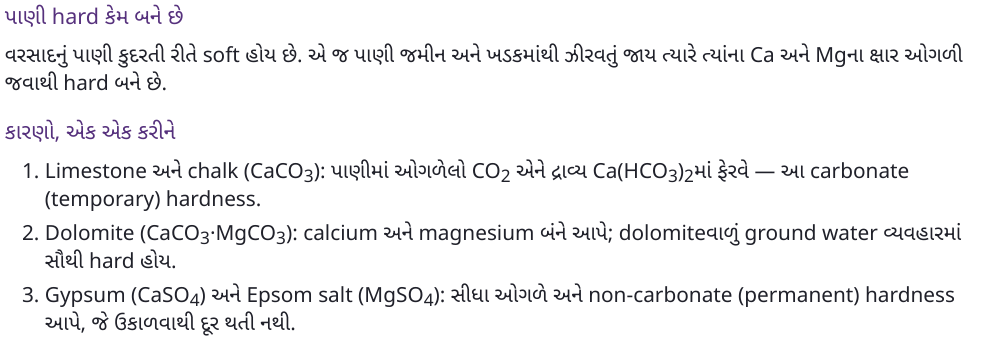 પાણી hard કેમ બને છે
વરસાદનું પાણી કુદરતી રીતે soft હોય છે. એ જ પાણી જમીન અને ખડકમાંથી ઝીરવતું જાય ત્યારે ત્યાંના Ca અને Mgના ક્ષાર ઓગળી
જવાથી hard બને છે.
કારણો, એક એક કરીને
1. Limestone અને chalk (CaCO₃): પાણીમાં ઓગળેલો CO₂ એને દ્રાવ્ય Ca(HCO₃)₂માં ફેરવે — આ carbonate
(temporary) hardness.
2. Dolomite (CaCO₃·MgCO₃): calcium અને magnesium બંને આપે; dolomiteવાળું ground water વ્યવહારમાં
સૌથી hard હોય.
3. Gypsum (CaSO₄) અને Epsom salt (MgSO₄): સીધા ઓગળે અને non-carbonate (permanent) hardness
આપે, જે ઉકાળવાથી દૂર થતી નથી.